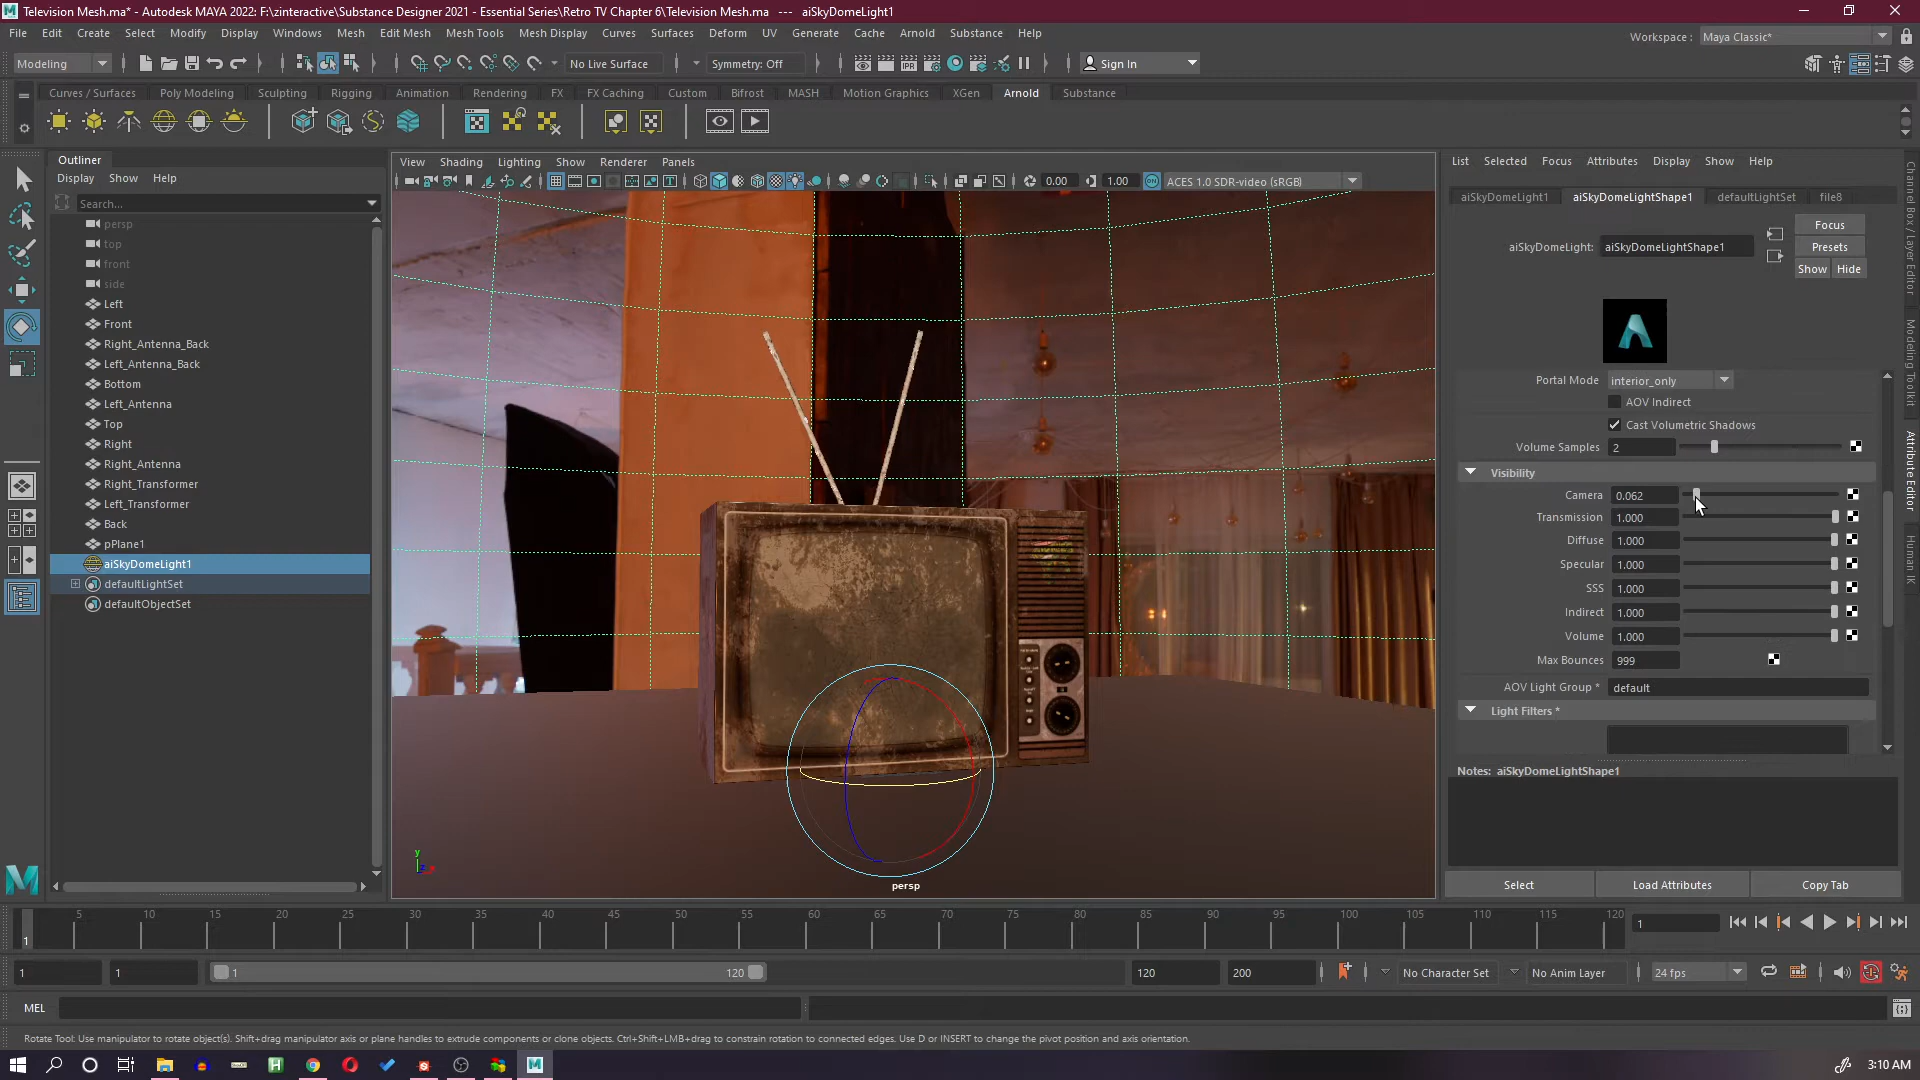 Autodesk MAYA 2022: F:\zinteractive\Substance Designer 2021 - Essential Series\Retro TV Chapter 6\Television Mesh.ma* --- aiSkyDomeLight1
File Edit Create Select Modify Display Windows Mesh Edit Mesh Mesh Tools Mesh Display Curves Surfaces Deform UV Generate Cache Arnold Substance Help
Workspace : Maya Classic*
Modeling No Live Surface Symmetry: Off IPR Sign In
Curves / Surfaces Poly Modeling Sculpting Rigging Animation Rendering FX FX Caching Custom Bifrost MASH Motion Graphics XGen Arnold Substance
Outliner
Display Show Help
Search...
persp
top
front
side
Left
Front
Right_Antenna_Back
Left_Antenna_Back
Bottom
Left_Antenna
Top
Right
Right_Antenna
Right_Transformer
Left_Transformer
Back
pPlane1
aiSkyDomeLight1
defaultLightSet
defaultObjectSet
View Shading Lighting Show Renderer Panels
0.00 1.00 ON ACES 1.0 SDR-video (sRGB)
y
persp
List Selected Focus Attributes Display Show Help
aiSkyDomeLight1 aiSkyDomeLightShape1 defaultLightSet file8
Focus
aiSkyDomeLight: aiSkyDomeLightShape1
Presets
Show Hide
Portal Mode interior_only
AOV Indirect
Cast Volumetric Shadows
Volume Samples 2
Visibility
Camera 0.062
Transmission 1.000
Diffuse 1.000
Specular 1.000
SSS 1.000
Indirect 1.000
Volume 1.000
Max Bounces 999
AOV Light Group * default
Light Filters *
Notes: aiSkyDomeLightShape1
Select Load Attributes Copy Tab
Channel Box / Layer Editor
Modeling Toolkit
Attribute Editor
Human IK
5 10 15 20 25 30 35 40 45 50 55 60 65 70 75 80 85 90 95 100 105 110 115 120
1
1
1 1 1 120 120 200 No Character Set No Anim Layer 24 fps
MEL
Rotate Tool: Use manipulator to rotate object(s). Shift+drag manipulator axis or plane handles to extrude components or clone objects. Ctrl+Shift+LMB+drag to constrain rotation to connected edges. Use D or INSERT to change the pivot position and axis orientation.
3:10 AM